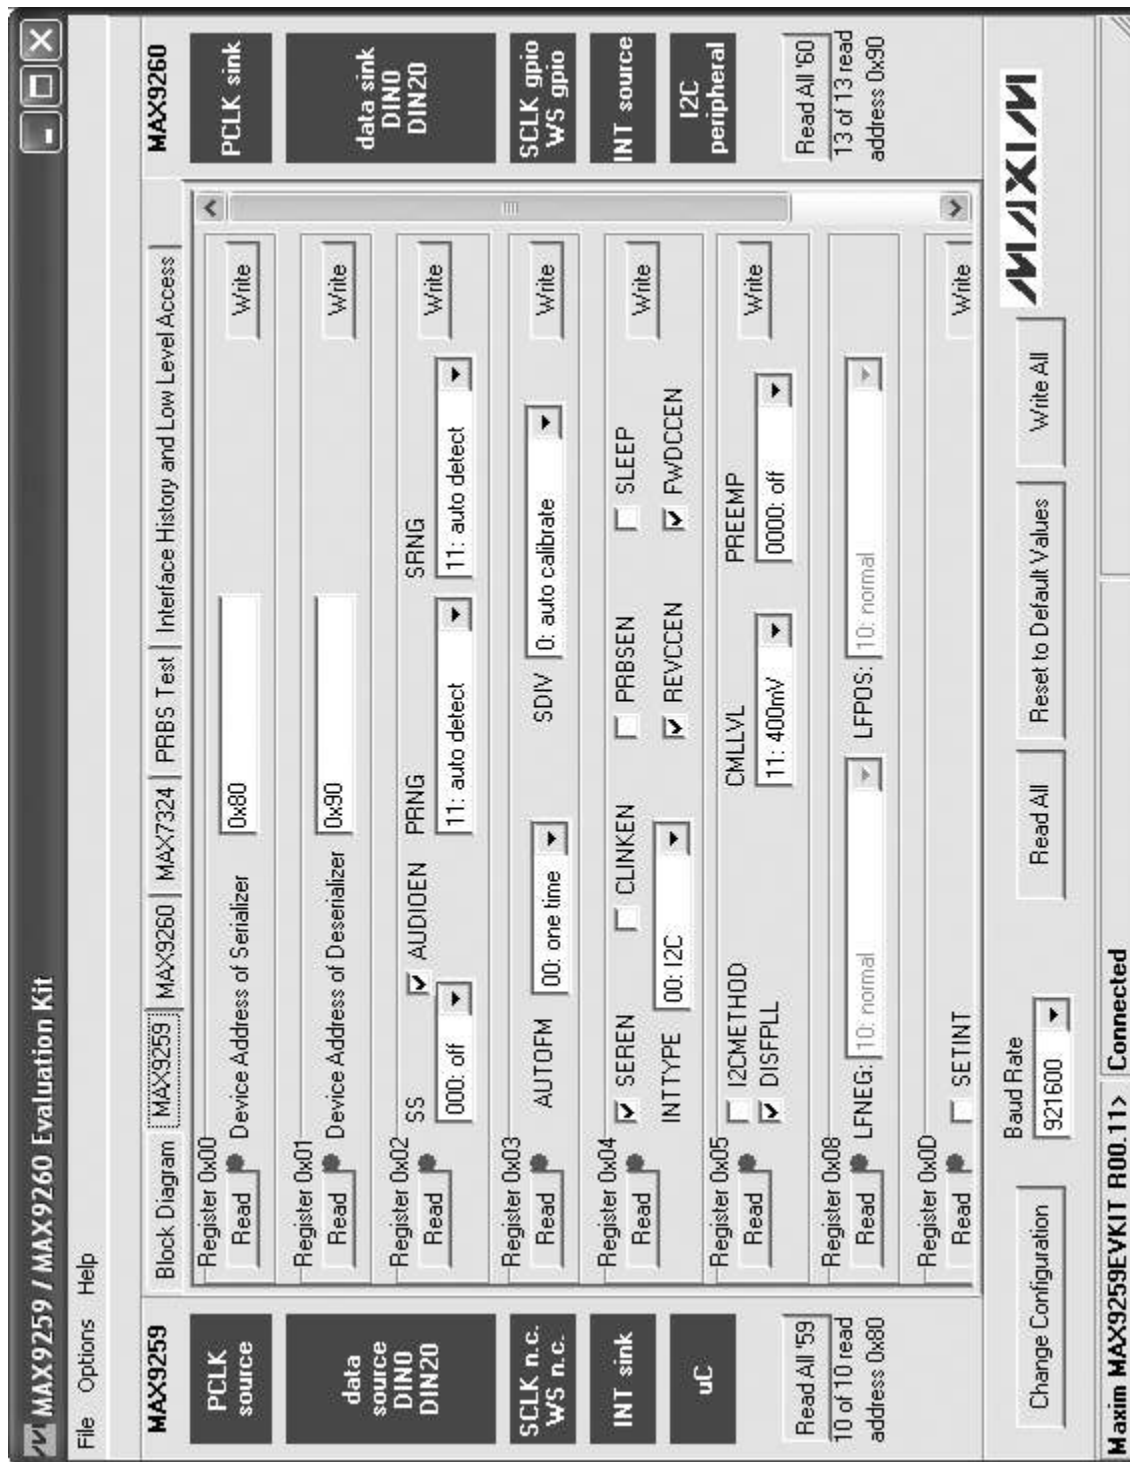 MAX9259 / MAX9260 Evaluation Kit
File Options Help
MAX9259
PCLK
source
data
source
DIN0
DIN20
SCLK n.c.
WS n.c.
INT sink
uC
Read All '59
10 of 10 read
address 0x80
Block Diagram MAX9259 MAX9260 MAX7324 PRBS Test Interface History and Low Level Access
Register 0x00
Read Device Address of Serializer 0x80 Write
Register 0x01
Read Device Address of Deserializer 0x90 Write
Register 0x02
SS AUDIOEN PRNG SRNG
Read 000: off 11: auto detect 11: auto detect Write
Register 0x03
Read AUTOFM 00: one time SDIV 0: auto calibrate Write
Register 0x04
Read SEREN CLINKEN PRBSEN SLEEP Write
INTTYPE 00: I2C REVCCEN FWDCCEN
Register 0x05
I2CMETHOD CMLLVL PREEMP
Read DISFPLL 11: 400mV 0000: off Write
Register 0x08
Read LFNEG: 10: normal LFPOS: 10: normal
Register 0x0D
Read SETINT Write
MAX9260
PCLK sink
data sink
DIN0
DIN20
SCLK gpio
WS gpio
INT source
I2C
peripheral
Read All '60
13 of 13 read
address 0x90
Baud Rate
Change Configuration 921600 Read All Reset to Default Values Write All
MAXIM
Maxim MAX9259EVKIT R00.11> Connected